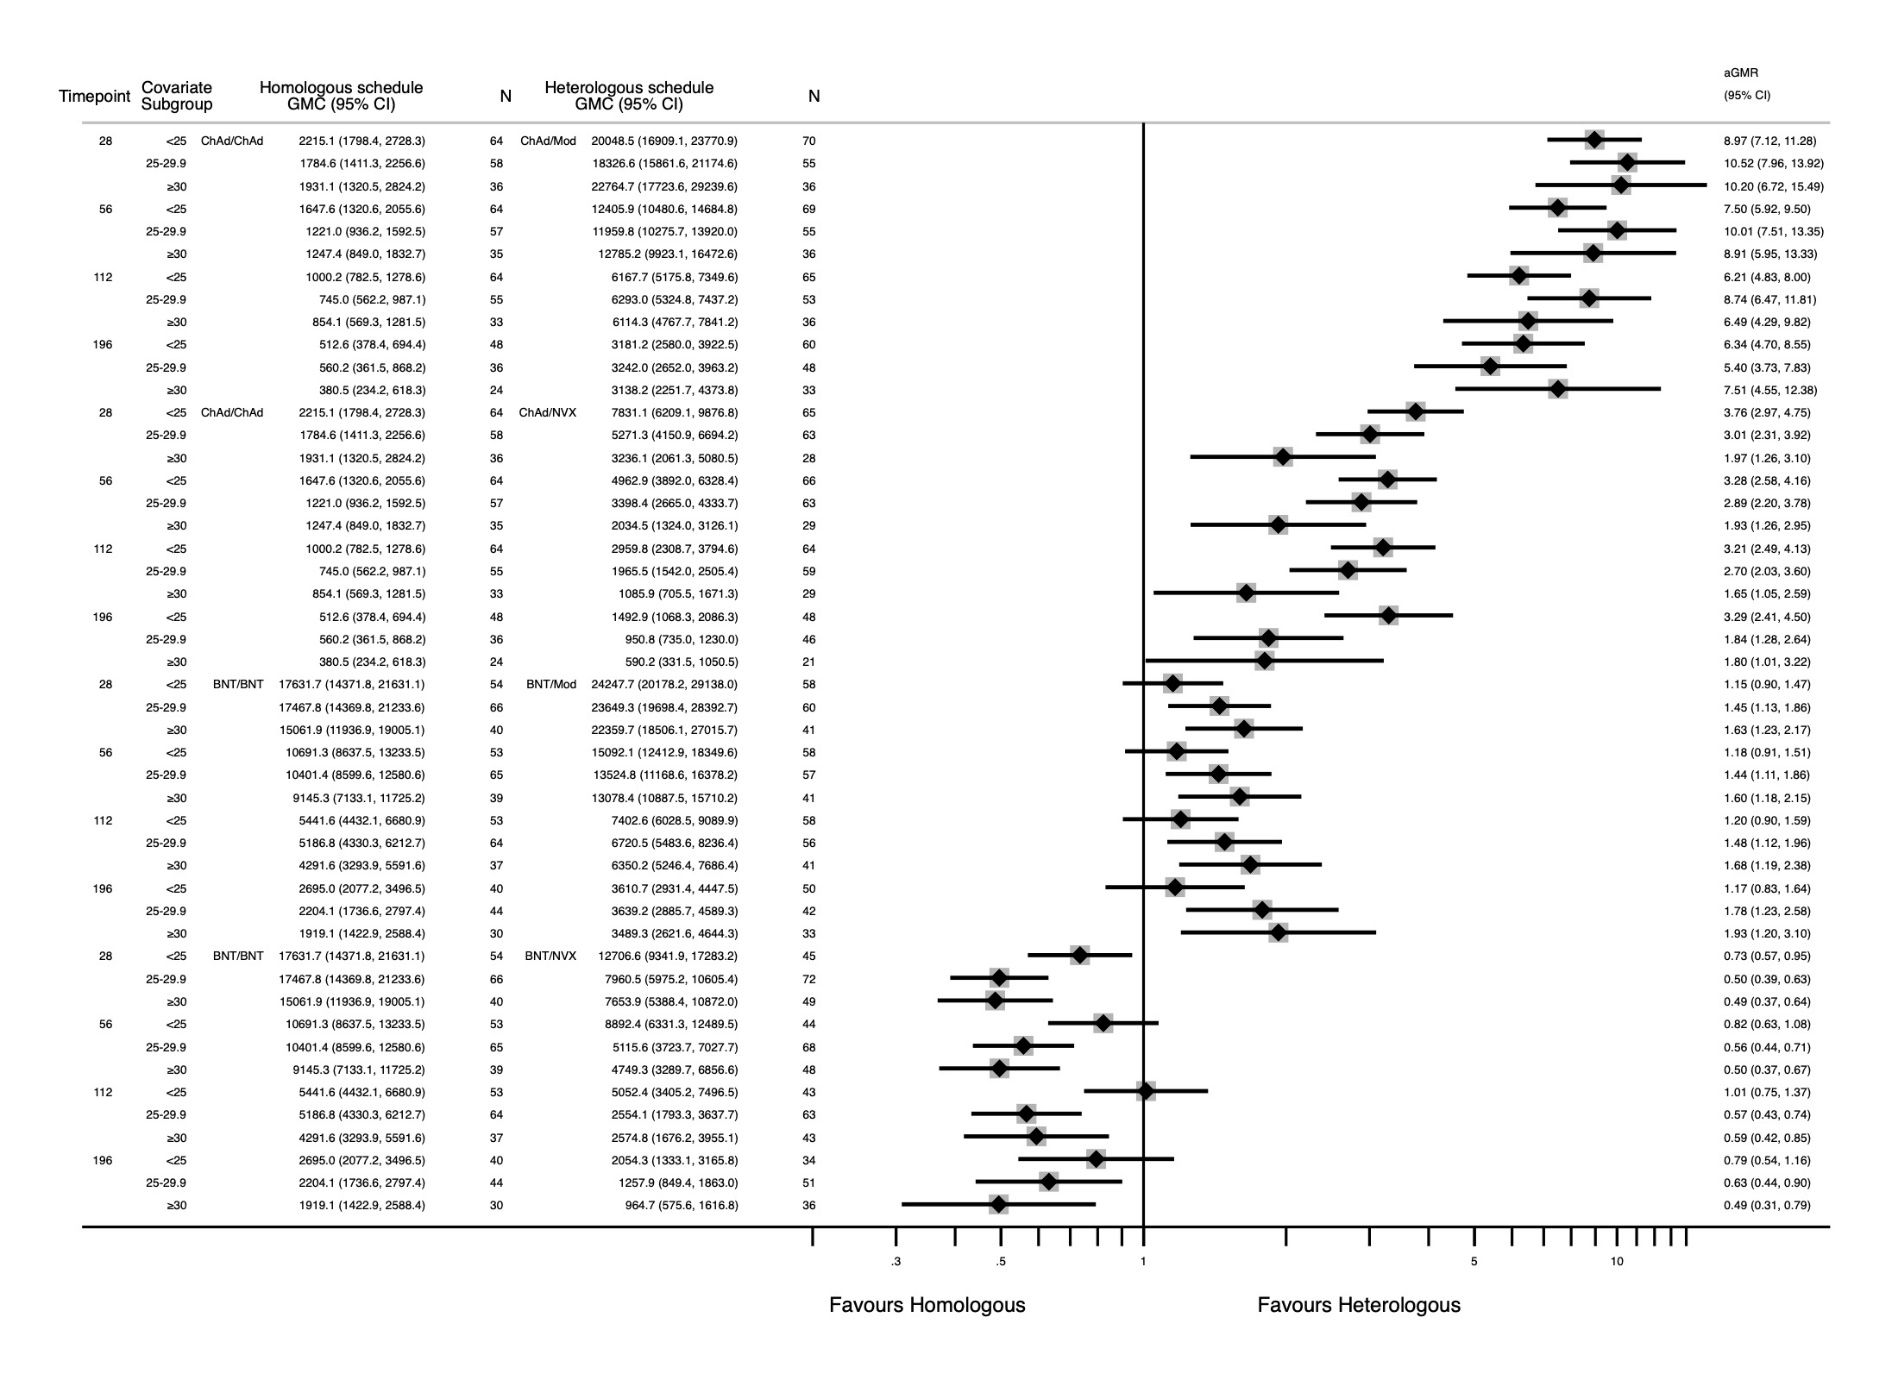 aGMR
Timepoint Covariate Subgroup Homologous schedule GMC (95% CI) N Heterologous schedule GMC (95% CI) N (95% CI)
28 <25 ChAd/ChAd 2215.1 (1798.4, 2728.3) 64 ChAd/Mod 20048.5 (16909.1, 23770.9) 70 8.97 (7.12, 11.28)
25-29.9 1784.6 (1411.3, 2256.6) 58 18326.6 (15861.6, 21174.6) 55 10.52 (7.96, 13.92)
≥30 1931.1 (1320.5, 2824.2) 36 22764.7 (17723.6, 29239.6) 36 10.20 (6.72, 15.49)
56 <25 1647.6 (1320.6, 2055.6) 64 12405.9 (10480.6, 14684.8) 69 7.50 (5.92, 9.50)
25-29.9 1221.0 (936.2, 1592.5) 57 11959.8 (10275.7, 13920.0) 55 10.01 (7.51, 13.35)
≥30 1247.4 (849.0, 1832.7) 35 12785.2 (9923.1, 16472.6) 36 8.91 (5.95, 13.33)
112 <25 1000.2 (782.5, 1278.6) 64 6167.7 (5175.8, 7349.6) 65 6.21 (4.83, 8.00)
25-29.9 745.0 (562.2, 987.1) 55 6293.0 (5324.8, 7437.2) 53 8.74 (6.47, 11.81)
≥30 854.1 (569.3, 1281.5) 33 6114.3 (4767.7, 7841.2) 36 6.49 (4.29, 9.82)
196 <25 512.6 (378.4, 694.4) 48 3181.2 (2580.0, 3922.5) 60 6.34 (4.70, 8.55)
25-29.9 560.2 (361.5, 868.2) 36 3242.0 (2652.0, 3963.2) 48 5.40 (3.73, 7.83)
≥30 380.5 (234.2, 618.3) 24 3138.2 (2251.7, 4373.8) 33 7.51 (4.55, 12.38)
28 <25 ChAd/ChAd 2215.1 (1798.4, 2728.3) 64 ChAd/NVX 7831.1 (6209.1, 9876.8) 65 3.76 (2.97, 4.75)
25-29.9 1784.6 (1411.3, 2256.6) 58 5271.3 (4150.9, 6694.2) 63 3.01 (2.31, 3.92)
≥30 1931.1 (1320.5, 2824.2) 36 3236.1 (2061.3, 5080.5) 28 1.97 (1.26, 3.10)
56 <25 1647.6 (1320.6, 2055.6) 64 4962.9 (3892.0, 6328.4) 66 3.28 (2.58, 4.16)
25-29.9 1221.0 (936.2, 1592.5) 57 3398.4 (2665.0, 4333.7) 63 2.89 (2.20, 3.78)
≥30 1247.4 (849.0, 1832.7) 35 2034.5 (1324.0, 3126.1) 29 1.93 (1.26, 2.95)
112 <25 1000.2 (782.5, 1278.6) 64 2959.8 (2308.7, 3794.6) 64 3.21 (2.49, 4.13)
25-29.9 745.0 (562.2, 987.1) 55 1965.5 (1542.0, 2505.4) 59 2.70 (2.03, 3.60)
≥30 854.1 (569.3, 1281.5) 33 1085.9 (705.5, 1671.3) 29 1.65 (1.05, 2.59)
196 <25 512.6 (378.4, 694.4) 48 1492.9 (1068.3, 2086.3) 48 3.29 (2.41, 4.50)
25-29.9 560.2 (361.5, 868.2) 36 950.8 (735.0, 1230.0) 46 1.84 (1.28, 2.64)
≥30 380.5 (234.2, 618.3) 24 590.2 (331.5, 1050.5) 21 1.80 (1.01, 3.22)
28 <25 BNT/BNT 17631.7 (14371.8, 21631.1) 54 BNT/Mod 24247.7 (20178.2, 29138.0) 58 1.15 (0.90, 1.47)
25-29.9 17467.8 (14369.8, 21233.6) 66 23649.3 (19698.4, 28392.7) 60 1.45 (1.13, 1.86)
≥30 15061.9 (11936.9, 19005.1) 40 22359.7 (18506.1, 27015.7) 41 1.63 (1.23, 2.17)
56 <25 10691.3 (8637.5, 13233.5) 53 15092.1 (12412.9, 18349.6) 58 1.18 (0.91, 1.51)
25-29.9 10401.4 (8599.6, 12580.6) 65 13524.8 (11168.6, 16378.2) 57 1.44 (1.11, 1.86)
≥30 9145.3 (7133.1, 11725.2) 39 13078.4 (10887.5, 15710.2) 41 1.60 (1.18, 2.15)
112 <25 5441.6 (4432.1, 6680.9) 53 7402.6 (6028.5, 9089.9) 58 1.20 (0.90, 1.59)
25-29.9 5186.8 (4330.3, 6212.7) 64 6720.5 (5483.6, 8236.4) 56 1.48 (1.12, 1.96)
≥30 4291.6 (3293.9, 5591.6) 37 6350.2 (5246.4, 7686.4) 41 1.68 (1.19, 2.38)
196 <25 2695.0 (2077.2, 3496.5) 40 3610.7 (2931.4, 4447.5) 50 1.17 (0.83, 1.64)
25-29.9 2204.1 (1736.6, 2797.4) 44 3639.2 (2885.7, 4589.3) 42 1.78 (1.23, 2.58)
≥30 1919.1 (1422.9, 2588.4) 30 3489.3 (2621.6, 4644.3) 33 1.93 (1.20, 3.10)
28 <25 BNT/BNT 17631.7 (14371.8, 21631.1) 54 BNT/NVX 12706.6 (9341.9, 17283.2) 45 0.73 (0.57, 0.95)
25-29.9 17467.8 (14369.8, 21233.6) 66 7960.5 (5975.2, 10605.4) 72 0.50 (0.39, 0.63)
≥30 15061.9 (11936.9, 19005.1) 40 7653.9 (5388.4, 10872.0) 49 0.49 (0.37, 0.64)
56 <25 10691.3 (8637.5, 13233.5) 53 8892.4 (6331.3, 12489.5) 44 0.82 (0.63, 1.08)
25-29.9 10401.4 (8599.6, 12580.6) 65 5115.6 (3723.7, 7027.7) 68 0.56 (0.44, 0.71)
≥30 9145.3 (7133.1, 11725.2) 39 4749.3 (3289.7, 6856.6) 48 0.50 (0.37, 0.67)
112 <25 5441.6 (4432.1, 6680.9) 53 5052.4 (3405.2, 7496.5) 43 1.01 (0.75, 1.37)
25-29.9 5186.8 (4330.3, 6212.7) 64 2554.1 (1793.3, 3637.7) 63 0.57 (0.43, 0.74)
≥30 4291.6 (3293.9, 5591.6) 37 2574.8 (1676.2, 3955.1) 43 0.59 (0.42, 0.85)
196 <25 2695.0 (2077.2, 3496.5) 40 2054.3 (1333.1, 3165.8) 34 0.79 (0.54, 1.16)
25-29.9 2204.1 (1736.6, 2797.4) 44 1257.9 (849.4, 1863.0) 51 0.63 (0.44, 0.90)
≥30 1919.1 (1422.9, 2588.4) 30 964.7 (575.6, 1616.8) 36 0.49 (0.31, 0.79)
.3 .5 1 5 10
Favours Homologous Favours Heterologous